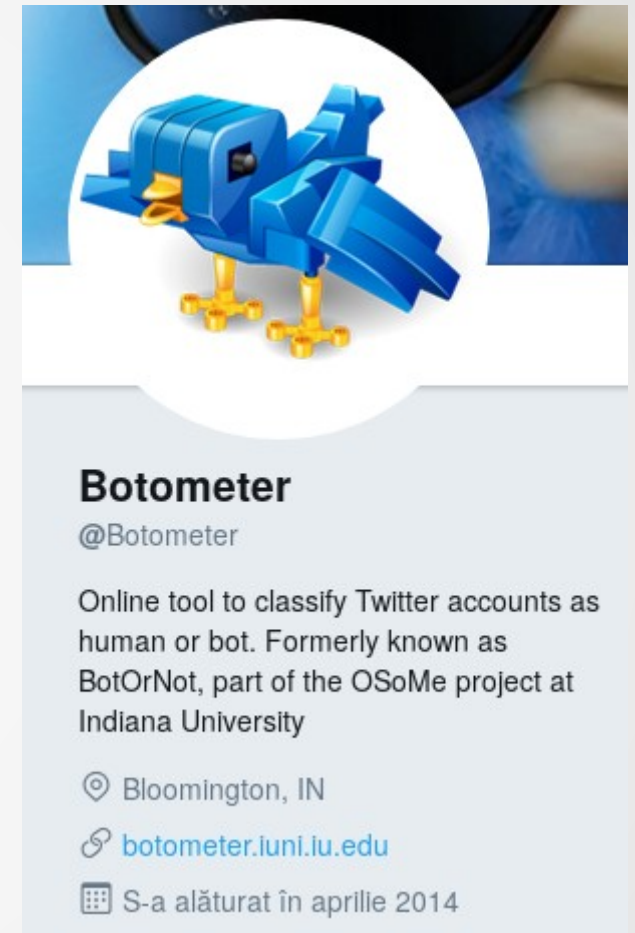 Botometer
@Botometer
Online tool to classify Twitter accounts as
human or bot. Formerly known as
BotOrNot, part of the OSoMe project at
Indiana University
Bloomington, IN
botometer.iuni.iu.edu
S-a alăturat în aprilie 2014